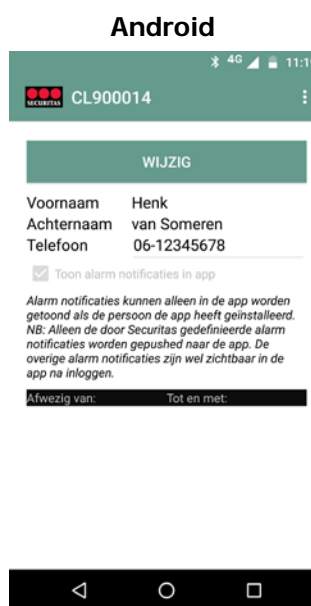 Android
4G 11:1
SECURITAS CL900014
WIJZIG
Voornaam Henk
Achternaam van Someren
Telefoon 06-12345678
Toon alarm notificaties in app
Alarm notificaties kunnen alleen in de app worden
getoond als de persoon de app heeft geïnstalleerd.
NB: Alleen de door Securitas gedefinieerde alarm
notificaties worden gepushed naar de app. De
overige alarm notificaties zijn wel zichtbaar in de
app na inloggen.
Afwezig van: Tot en met: